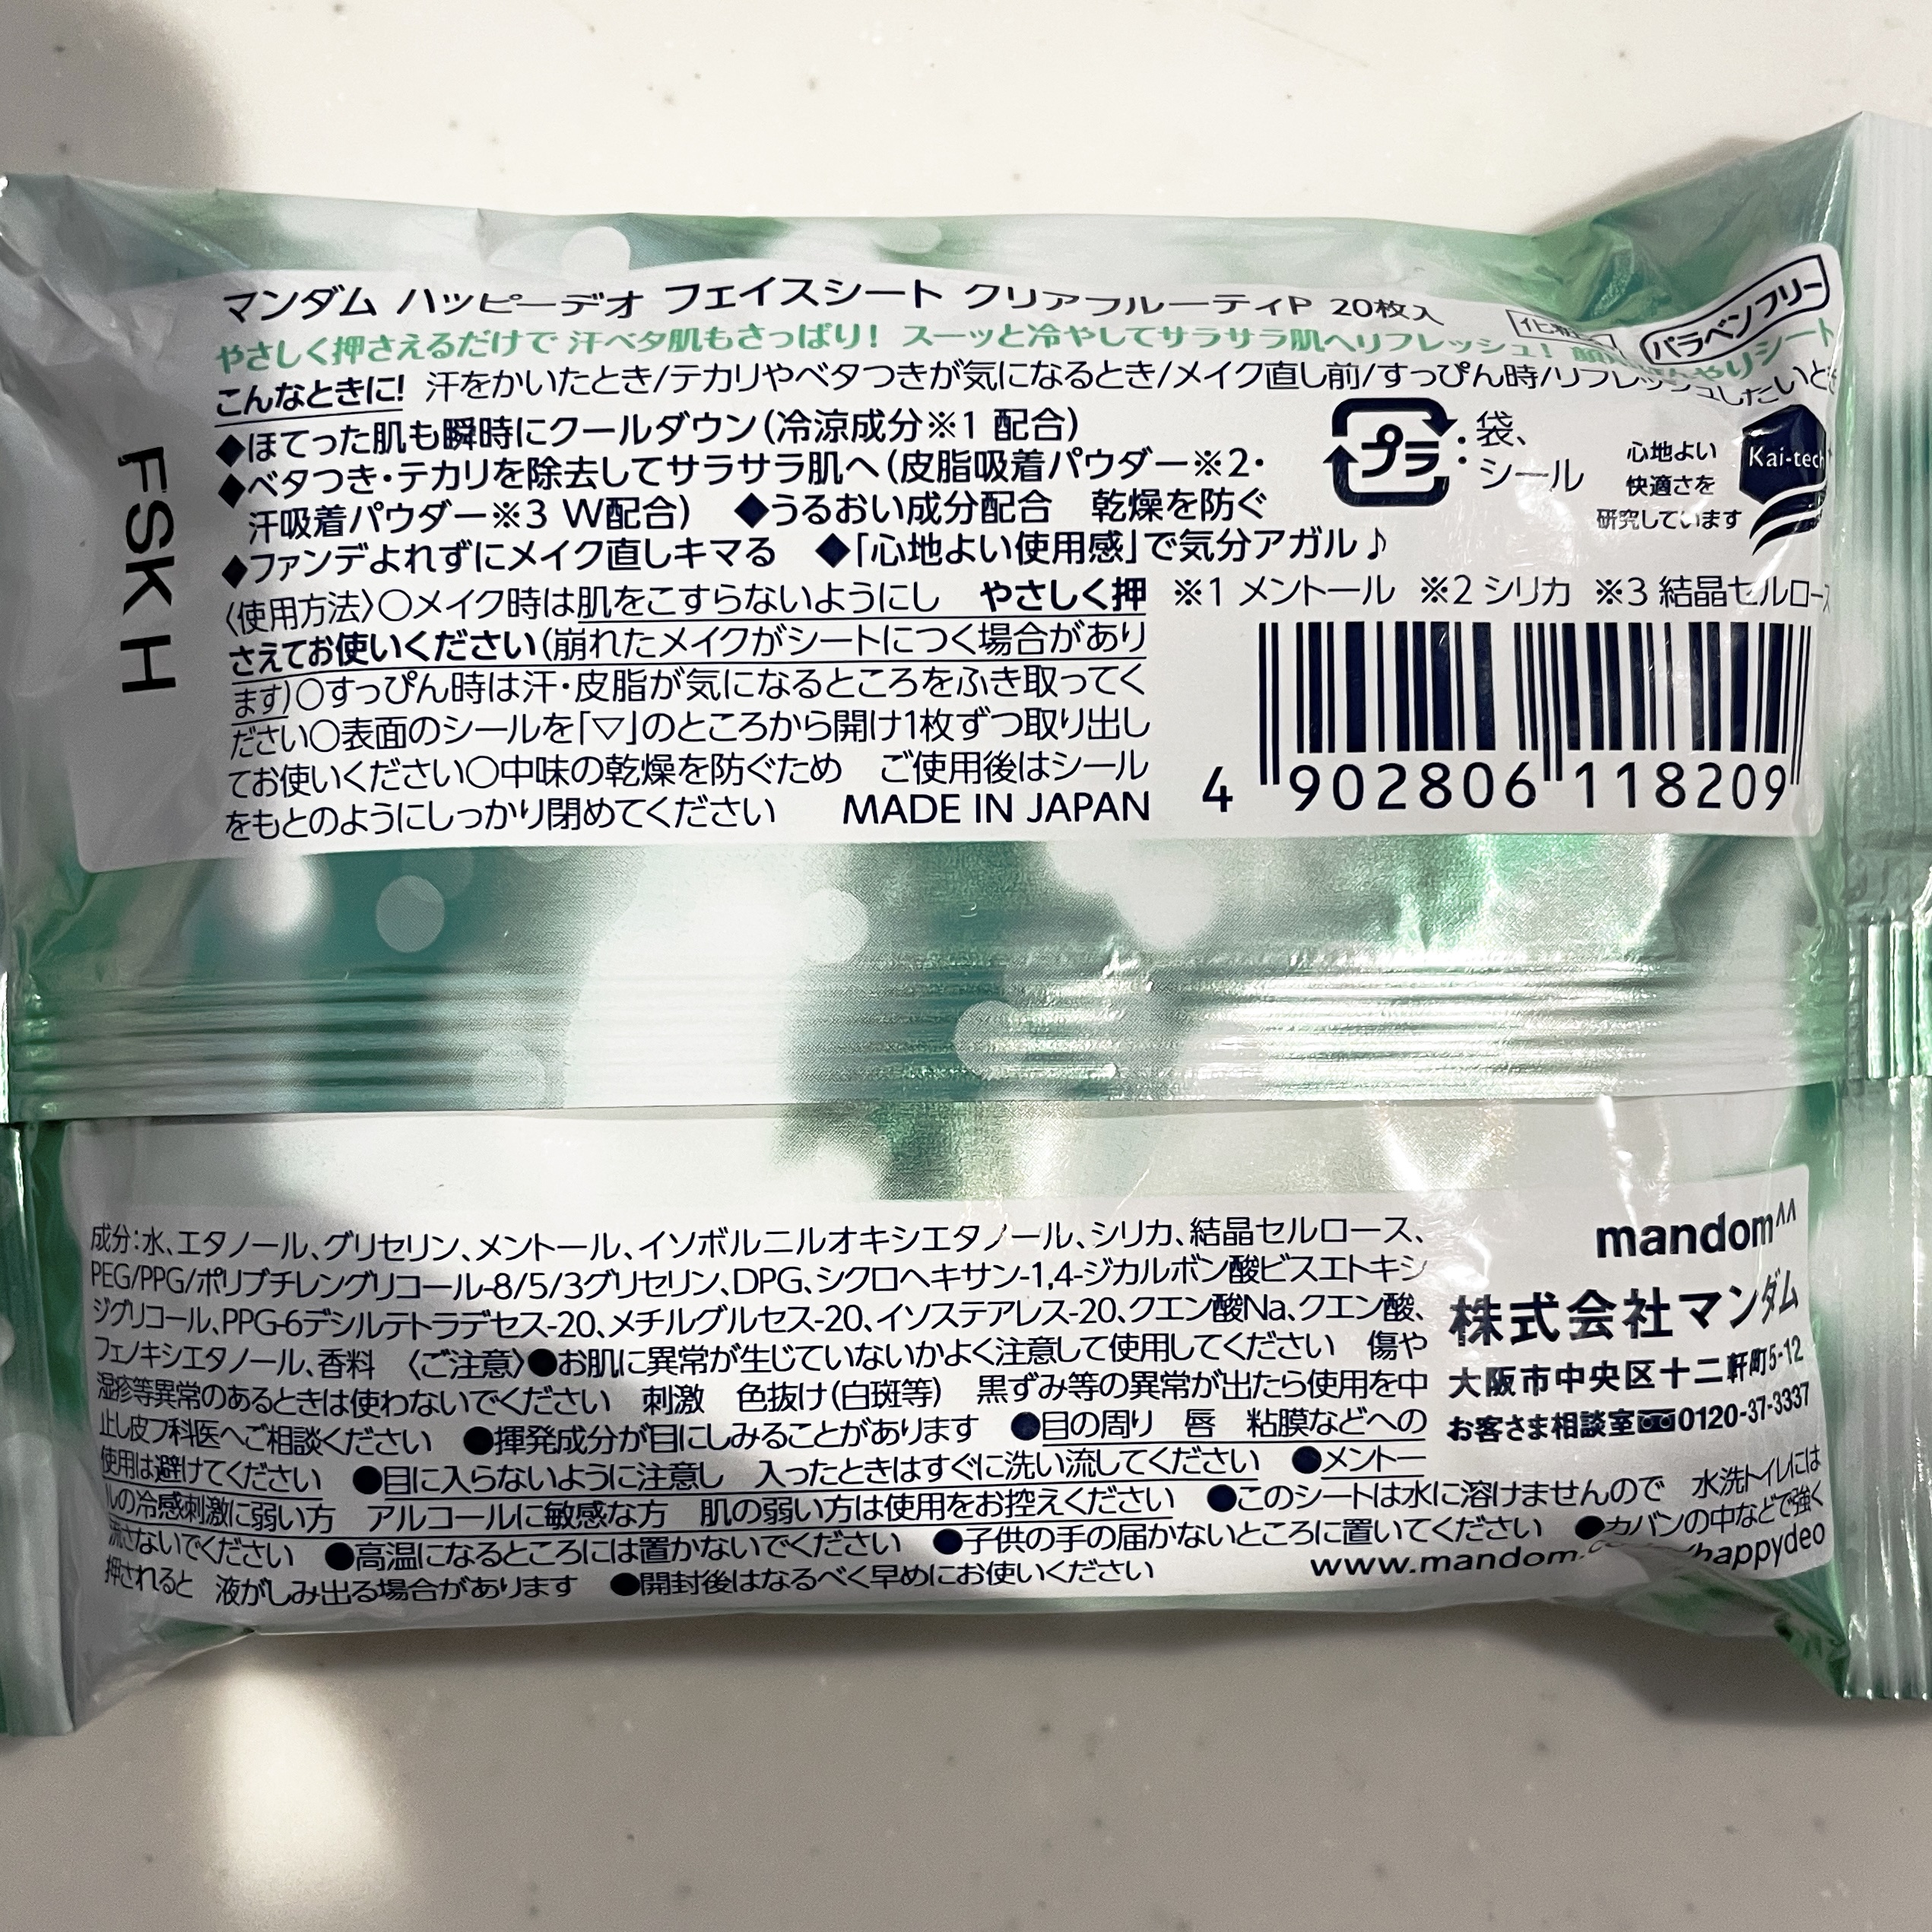 マンダム ハッピーデオ フェイスシート クリアフルーティP 20枚入
パラベンフリー
やさしく押さえるだけで 汗ベタ肌もさっぱり! スーッと冷やしてサラサラ肌へリフレッシュ!
こんなときに! 汗をかいたとき/テカリやベタつきが気になるとき/メイク直し前/すっぴん時/リフレッシュしたいとき
◆ほてった肌も瞬時にクールダウン(冷涼成分※1 配合)
◆ベタつき・テカリを除去してサラサラ肌へ(皮脂吸着パウダー※2・
汗吸着パウダー※3 W配合) ◆うるおい成分配合 乾燥を防ぐ
◆ファンデよれずにメイク直しキマる ◆「心地よい使用感」で気分アガル♪
プラ
: 袋、
: シール
心地よい
快適さを
研究しています
Kai-tech
FSK H
〈使用方法〉○メイク時は肌をこすらないようにし やさしく押
さえてお使いください(崩れたメイクがシートにつく場合があり
ます)○すっぴん時は汗・皮脂が気になるところをふき取ってく
ださい○表面のシールを「▽」のところから開け1枚ずつ取り出し
てお使いください○中味の乾燥を防ぐため ご使用後はシール
をもとのようにしっかり閉めてください MADE IN JAPAN
※1 メントール ※2 シリカ ※3 結晶セルロース
4 902806 118209
成分:水、エタノール、グリセリン、メントール、イソボルニルオキシエタノール、シリカ、結晶セルロース、
PEG/PPG/ポリブチレングリコール-8/5/3グリセリン、DPG、シクロヘキサン-1,4-ジカルボン酸ビスエトキシ
ジグリコール、PPG-6デシルテトラデセス-20、メチルグルセス-20、イソステアレス-20、クエン酸Na、クエン酸、
フェノキシエタノール、香料 〈ご注意〉●お肌に異常が生じていないかよく注意して使用してください 傷や
湿疹等異常のあるときは使わないでください 刺激 色抜け(白斑等) 黒ずみ等の異常が出たら使用を中
止し皮フ科医へご相談ください ●揮発成分が目にしみることがあります ●目の周り 唇 粘膜などへの
使用は避けてください ●目に入らないように注意し 入ったときはすぐに洗い流してください ●メントー
ルの冷感刺激に弱い方 アルコールに敏感な方 肌の弱い方は使用をお控えください ●このシートは水に溶けませんので 水洗トイレには
流さないでください ●高温になるところには置かないでください ●子供の手の届かないところに置いてください ●カバンの中などで強く
押されると 液がしみ出る場合があります ●開封後はなるべく早めにお使いください
mandom
株式会社マンダム
大阪市中央区十二軒町5-12
お客さま相談室 0120-37-3337
www.mandom. happydeo